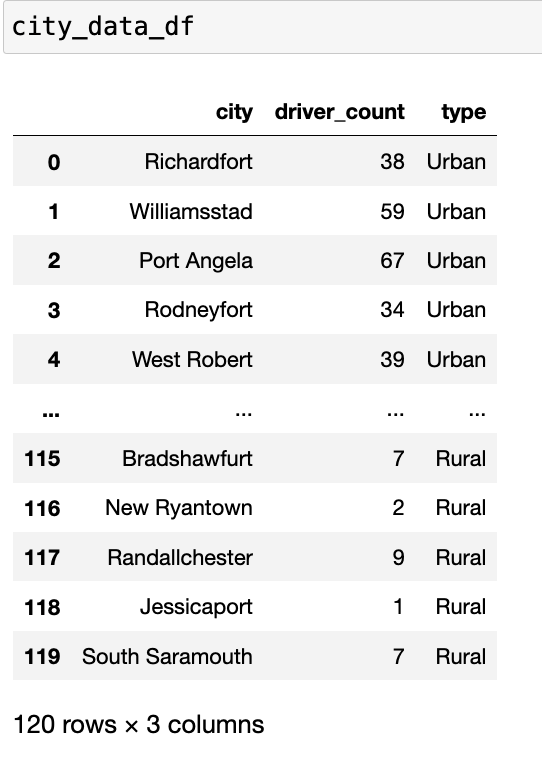 city_data_df
city driver_count type
0 Richardfort 38 Urban
1 Williamsstad 59 Urban
2 Port Angela 67 Urban
3 Rodneyfort 34 Urban
4 West Robert 39 Urban
... ... ... ...
115 Bradshawfurt 7 Rural
116 New Ryantown 2 Rural
117 Randallchester 9 Rural
118 Jessicaport 1 Rural
119 South Saramouth 7 Rural
120 rows × 3 columns